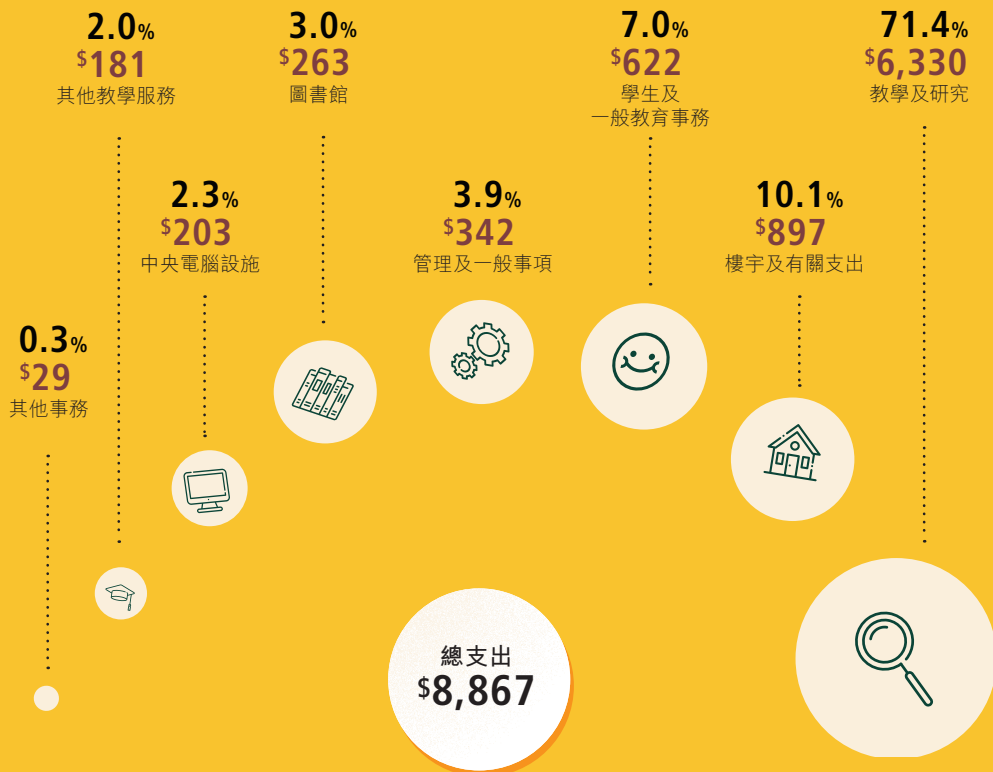 2.0%
$181
其他教學服務
3.0%
$263
圖書館
7.0%
$622
學生及
一般教育事務
71.4%
$6,330
教學及研究
2.3%
$203
中央電腦設施
3.9%
$342
管理及一般事項
10.1%
$897
樓宇及有關支出
0.3%
$29
其他事務
總支出
$8,867